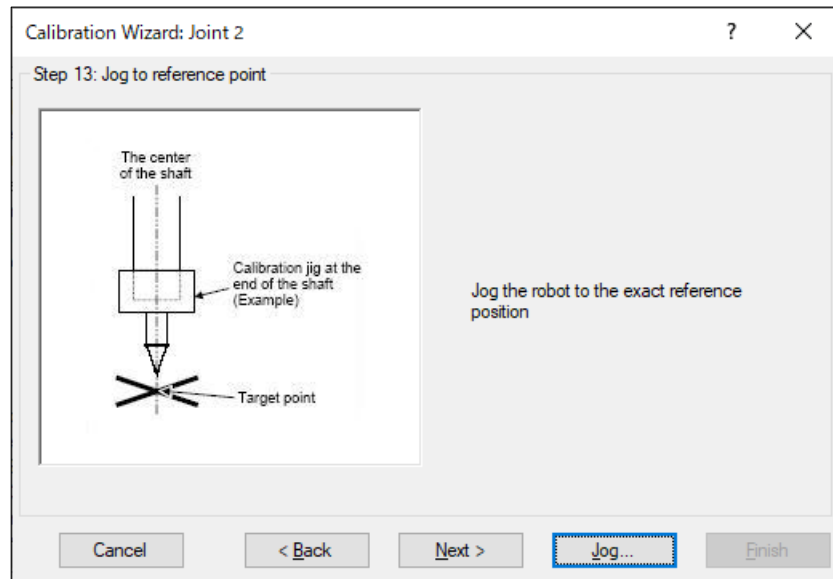 Calibration Wizard: Joint 2
?
Step 13: Jog to reference point
The center
of the shaft
Calibration jig at the
end of the shaft
(Example)
Target point
Jog the robot to the exact reference
position
Cancel
< Back
Next >
Jog...
Finish